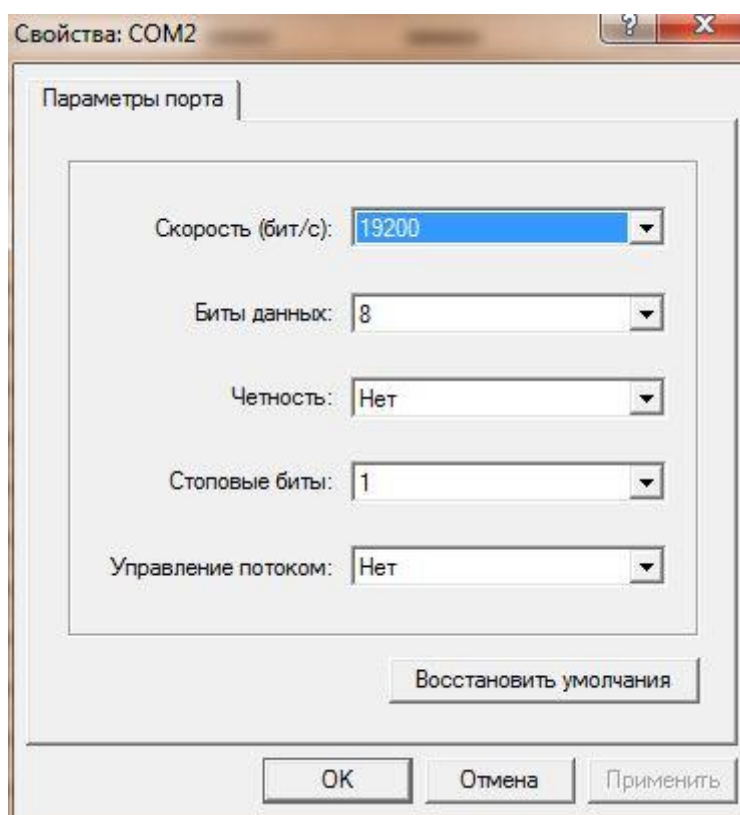 Свойства: COM2
Параметры порта
Скорость (бит/с): 19200
Биты данных: 8
Четность: Нет
Стоповые биты: 1
Управление потоком: Нет
Восстановить умолчания
OK Отмена Применить